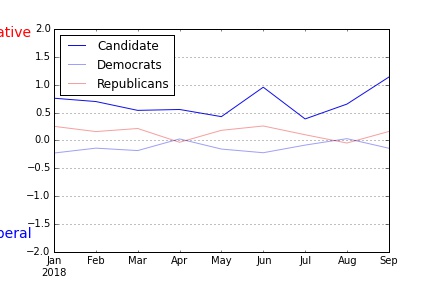 2.0
ative
Candidate
Democrats
Republicans
1.5
1.0
0.5
0.0
−0.5
−1.0
−1.5
beral
−2.0
Jan Feb Mar Apr May Jun Jul Aug Sep
2018